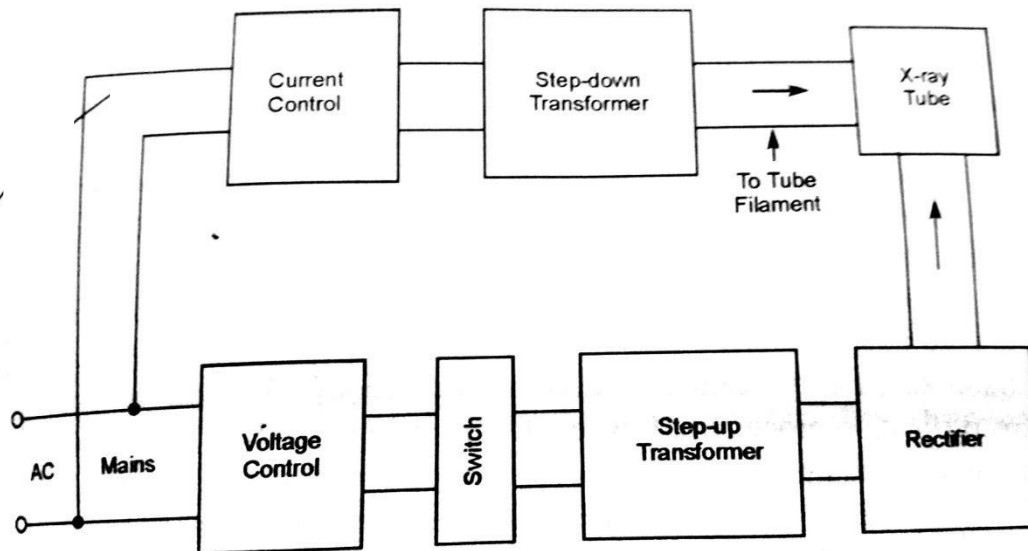 Current
Control
Step-down
Transformer
X-ray
Tube
To Tube
Filament
AC
Mains
Voltage
Control
Switch
Step-up
Transformer
Rectifier